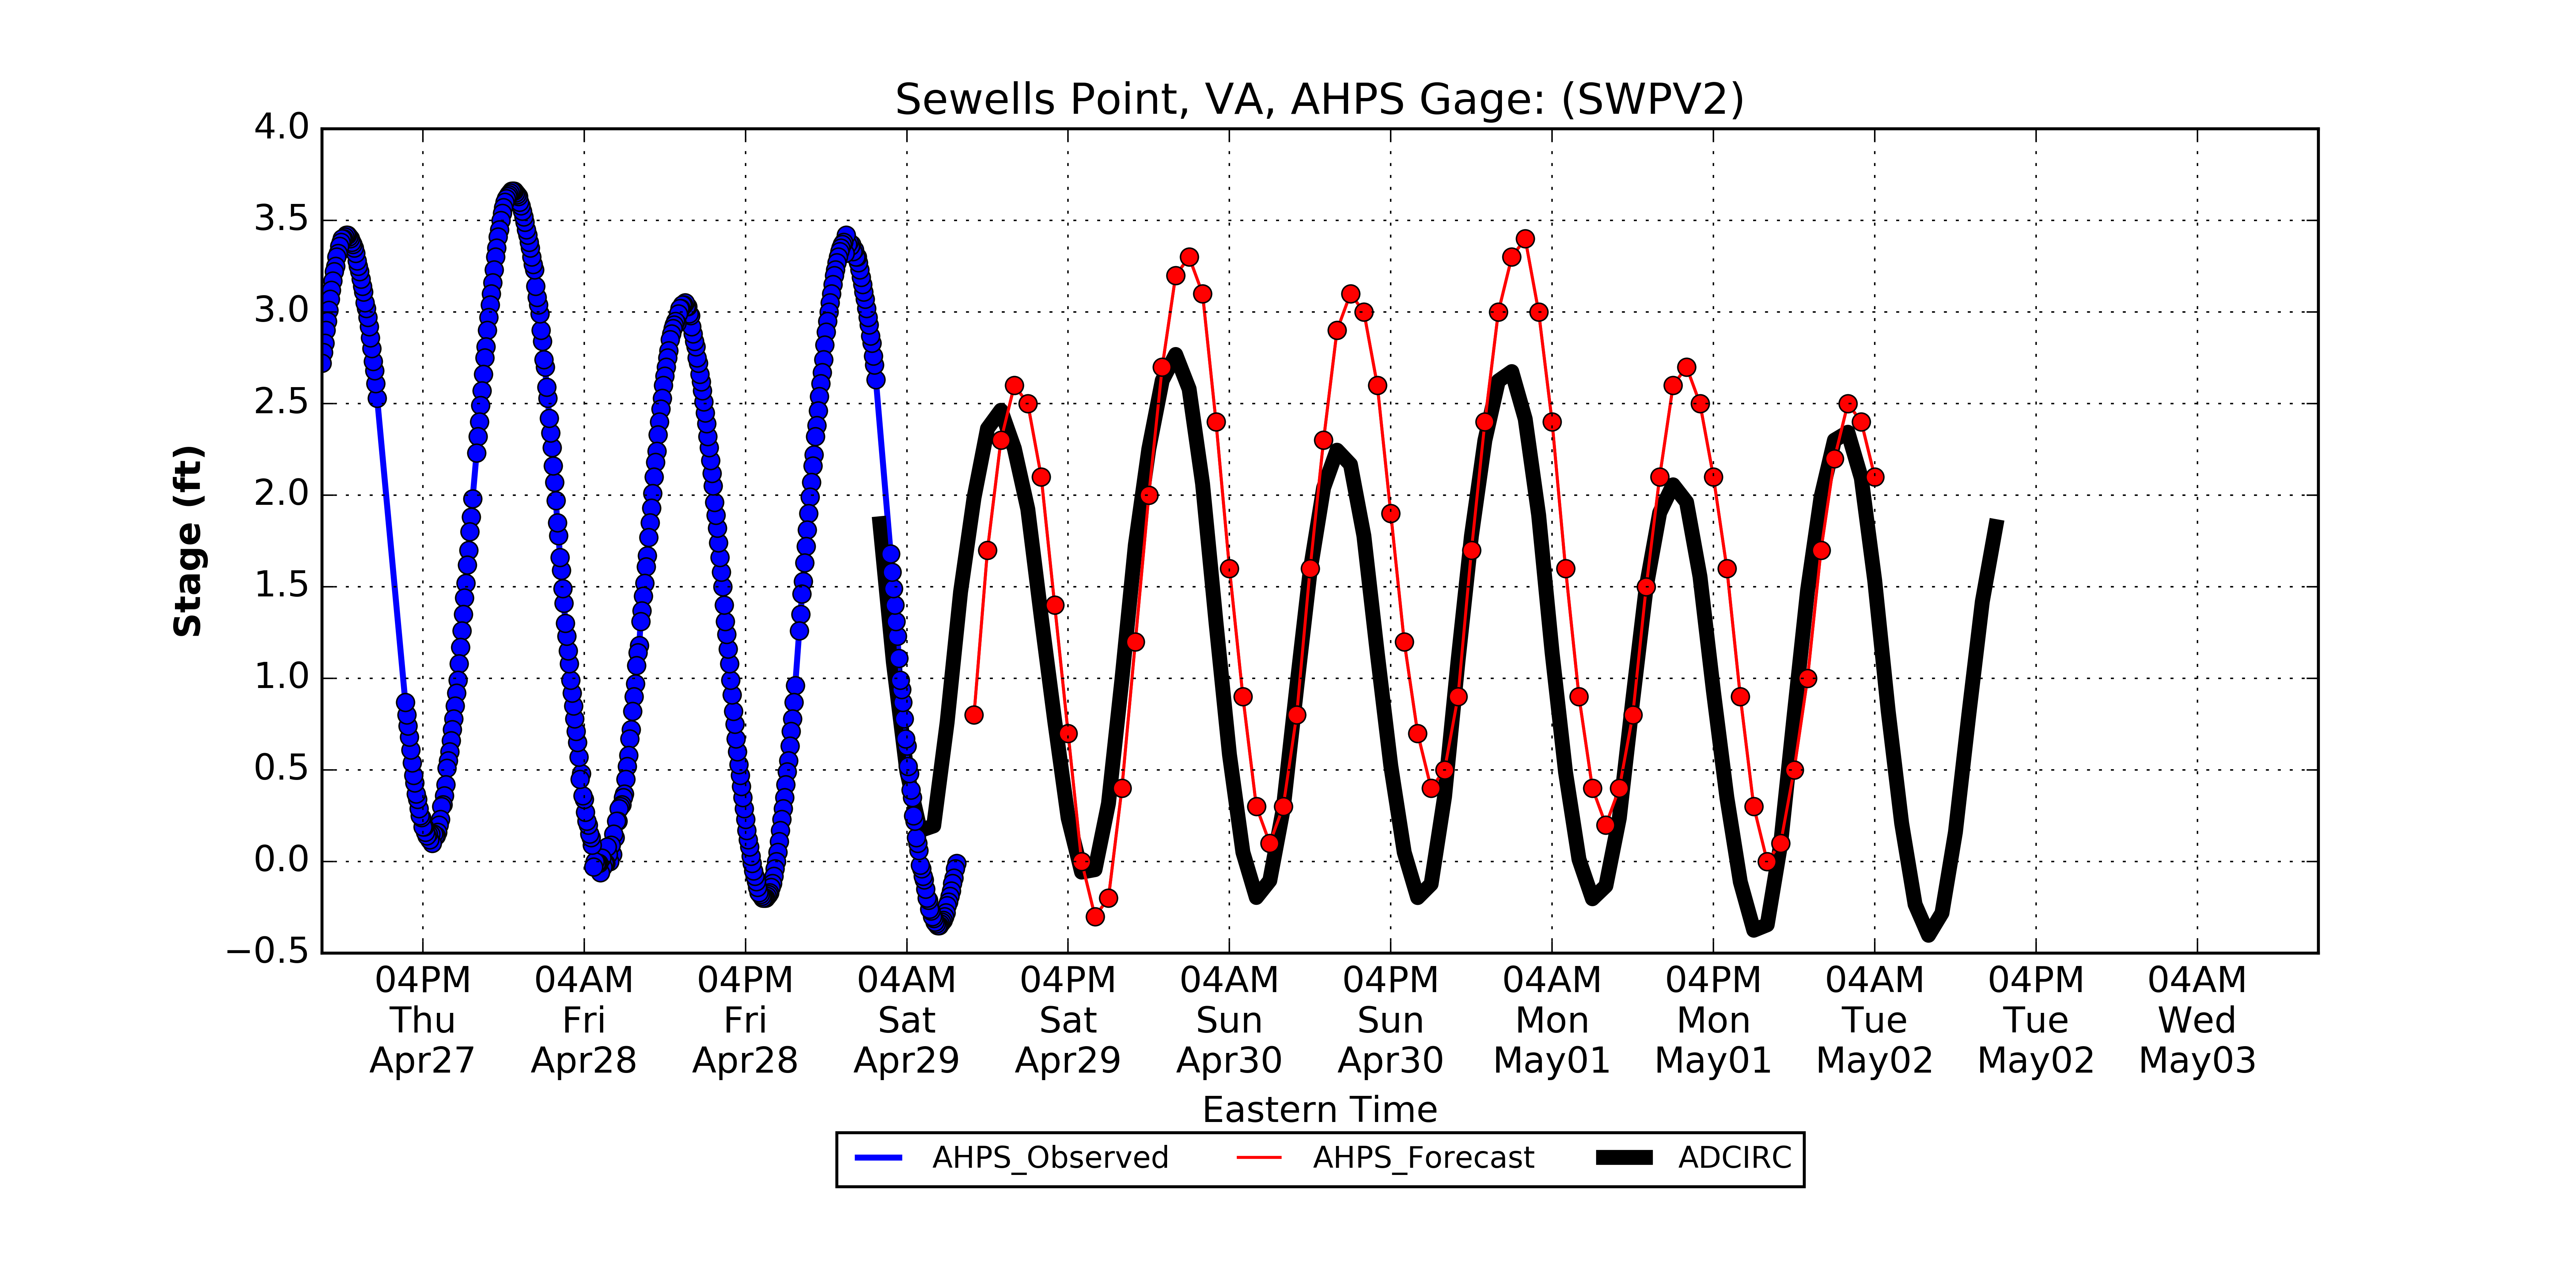 Sewells Point, VA, AHPS Gage: (SWPV2)
4.0
3.5
3.0
2.5
2.0
1.5
1.0
0.5
0.0
−0.5
Stage (ft)
04PM 04AM 04PM 04AM 04PM 04AM 04PM 04AM 04PM 04AM 04PM 04AM
Thu Fri Fri Sat Sat Sun Sun Mon Mon Tue Tue Wed
Apr27 Apr28 Apr28 Apr29 Apr29 Apr30 Apr30 May01 May01 May02 May02 May03
Eastern Time
AHPS_Observed AHPS_Forecast ADCIRC